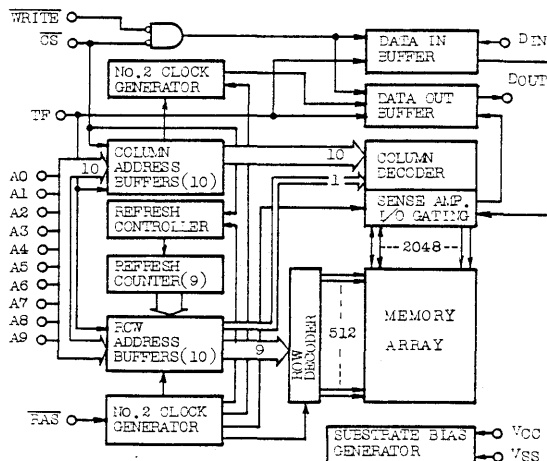 WRITE
CS
TF
A0
A1
A2
A3
A4
A5
A6
A7
A8
A9
RAS
NO.2 CLOCK
GENERATOR
COLUMN
ADDRESS
BUFFERS(10)
10
REFRESH
CONTROLLER
REFRESH
COUNTER(9)
ROW
ADDRESS
BUFFERS(10)
NO.2 CLOCK
GENERATOR
DATA IN
BUFFER
DATA OUT
BUFFER
DIN
DOUT
10
1
COLUMN
DECODER
SENSE AMP.
I/O GATING
2048
9
ROW DECODER
512
MEMORY
ARRAY
SUBSTRATE BIAS
GENERATOR
VCC
VSS